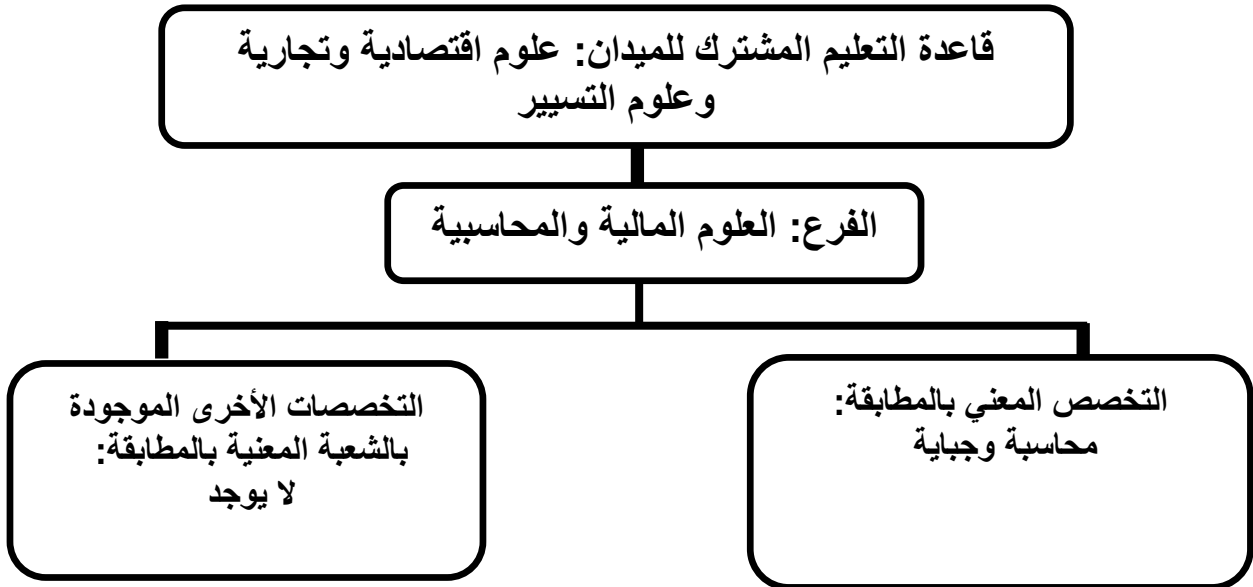 قاعدة التعليم المشترك للميدان: علوم اقتصادية وتجارية
وعلوم التسيير
الفرع: العلوم المالية والمحاسبية
التخصص المعني بالمطابقة:
محاسبة وجباية
التخصصات الأخرى الموجودة
بالشعبة المعنية بالمطابقة:
لا يوجد